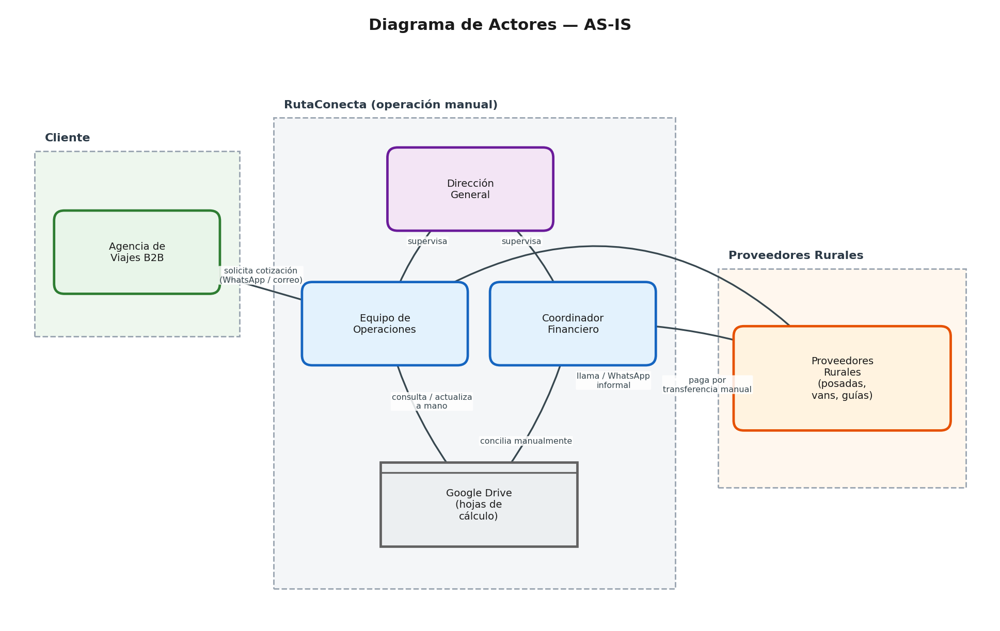 Diagrama de Actores — AS-IS
RutaConecta (operación manual)
Cliente
Dirección
General
Agencia de
Viajes B2B
supervisa
supervisa
Proveedores Rurales
solicita cotización
(WhatsApp / correo)
Equipo de
Operaciones
Coordinador
Financiero
Proveedores
Rurales
(posadas,
vans, guías)
llama / WhatsApp
informal
paga por
transferencia manual
consulta / actualiza
a mano
concilia manualmente
Google Drive
(hojas de
cálculo)